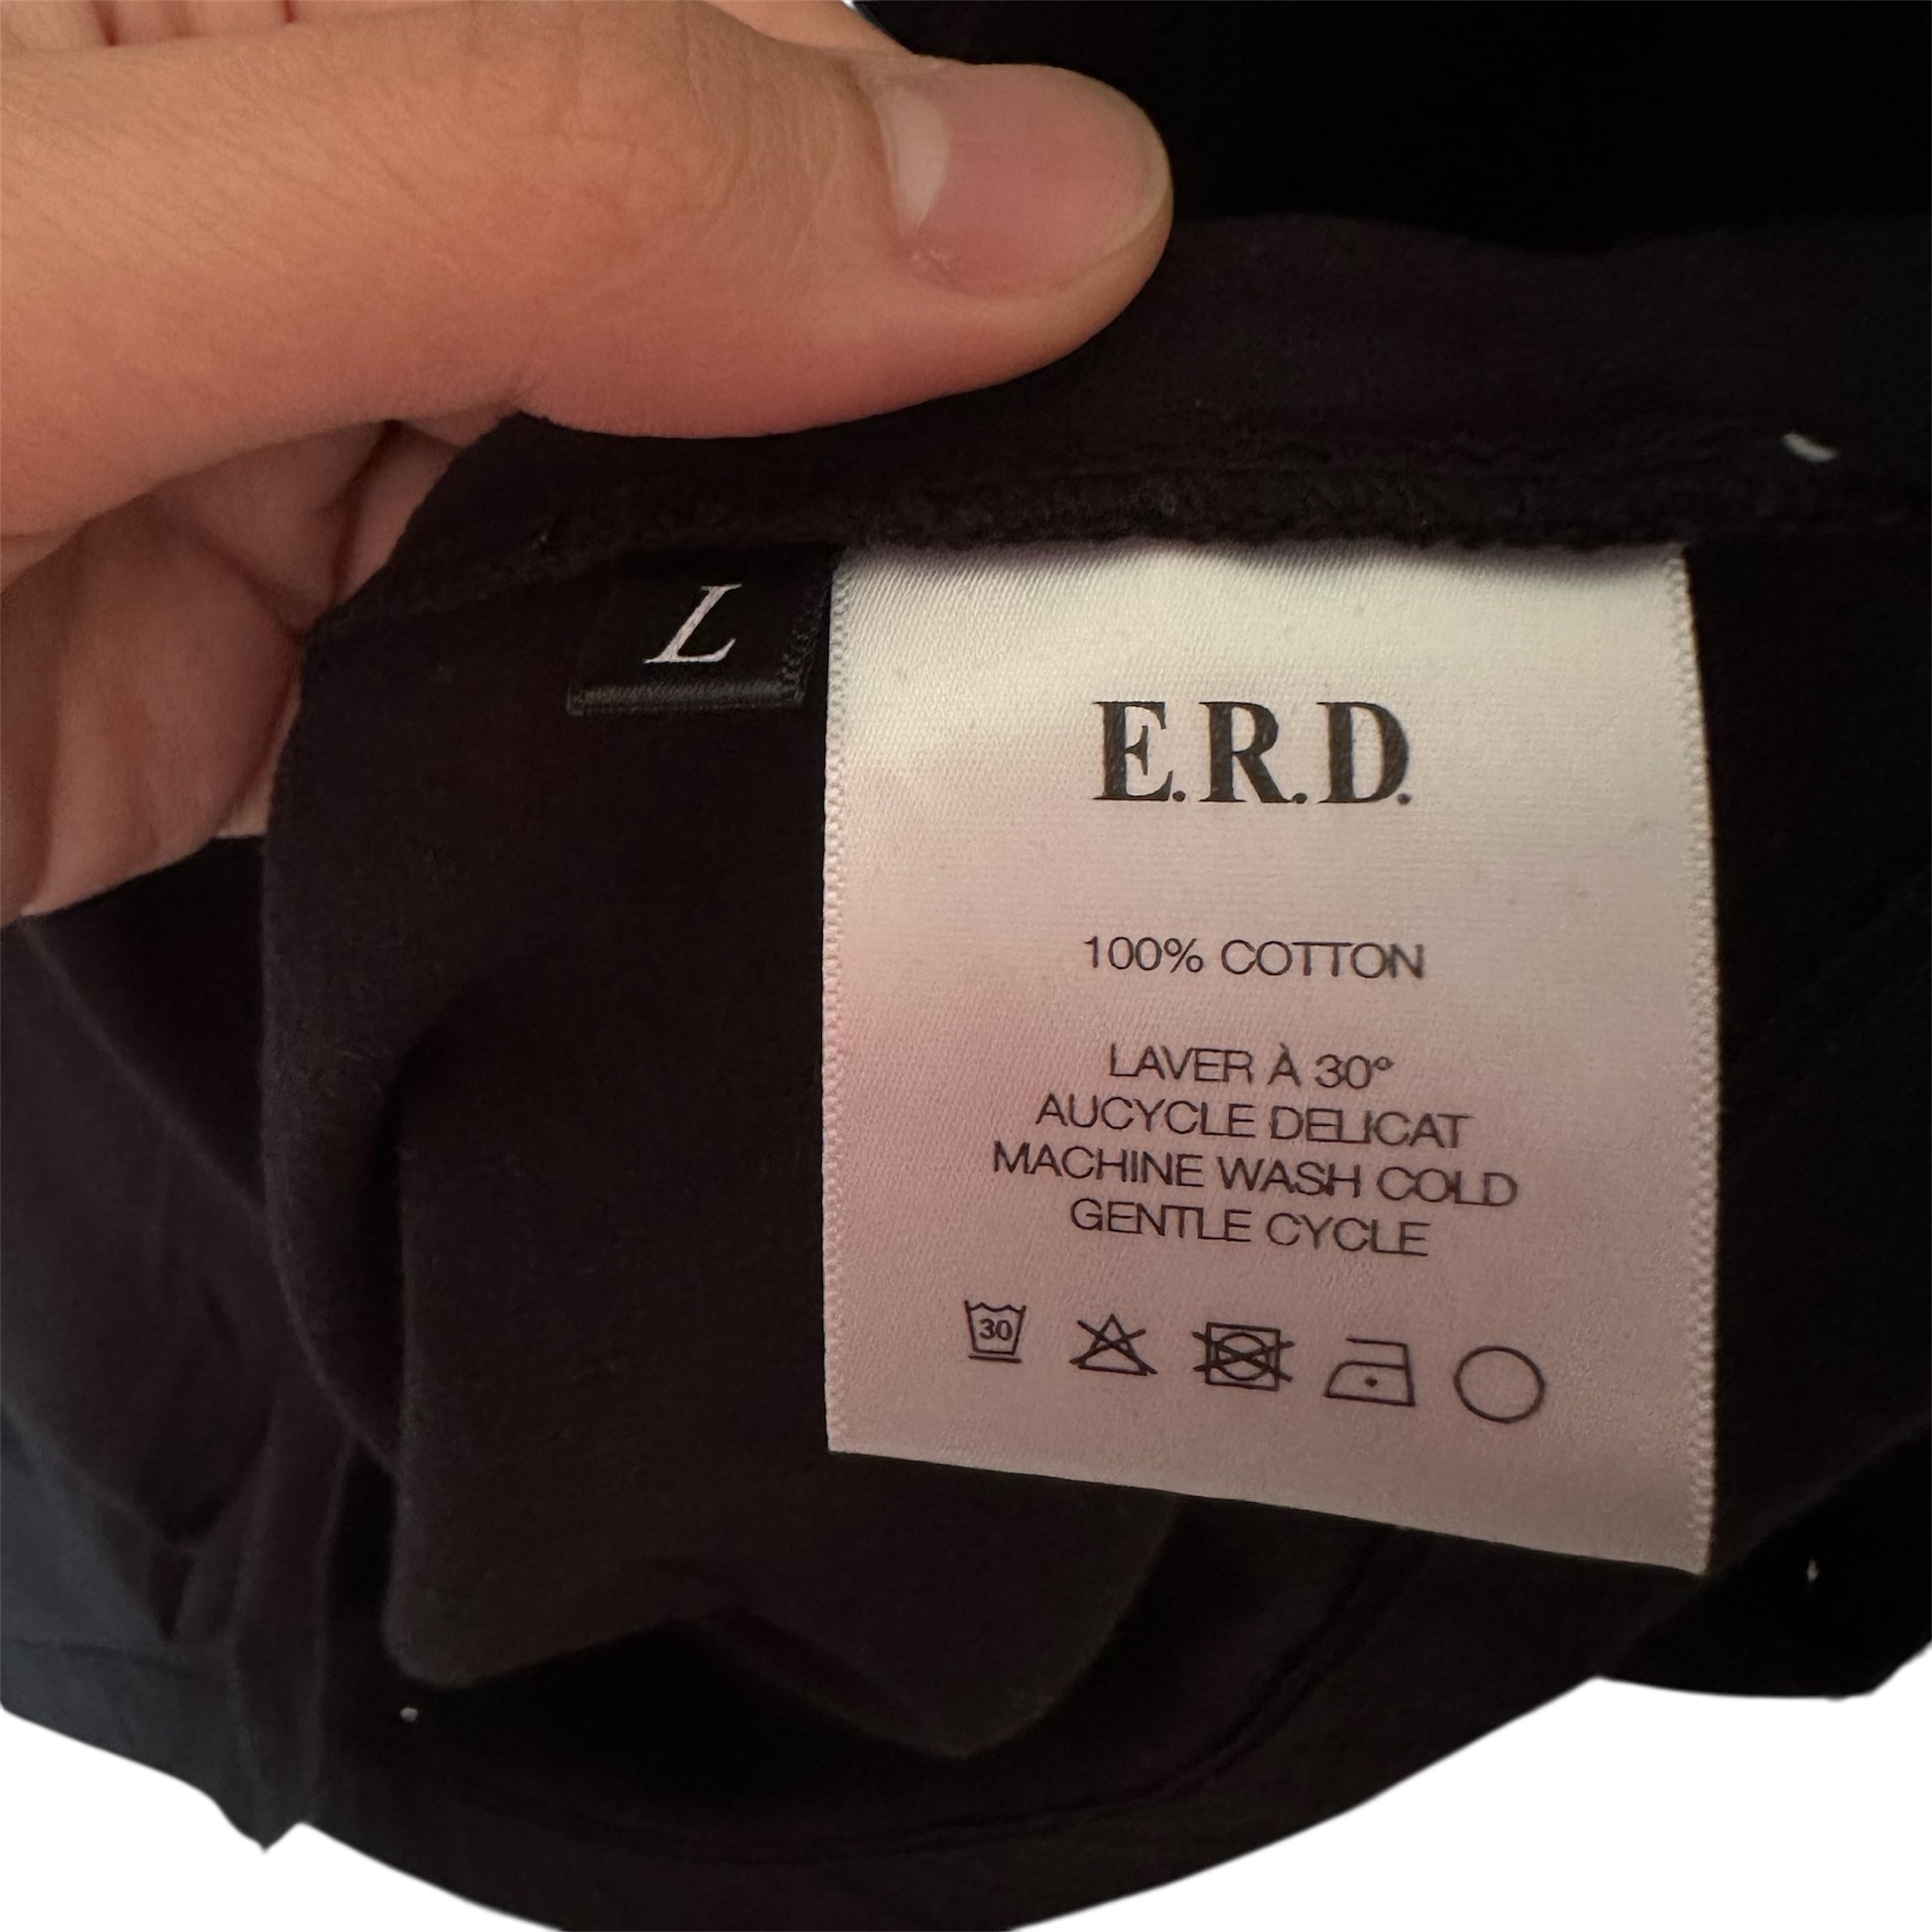 L
E.R.D.
100% COTTON
LAVER À 30°
AUCYCLE DELICAT
MACHINE WASH COLD
GENTLE CYCLE
30